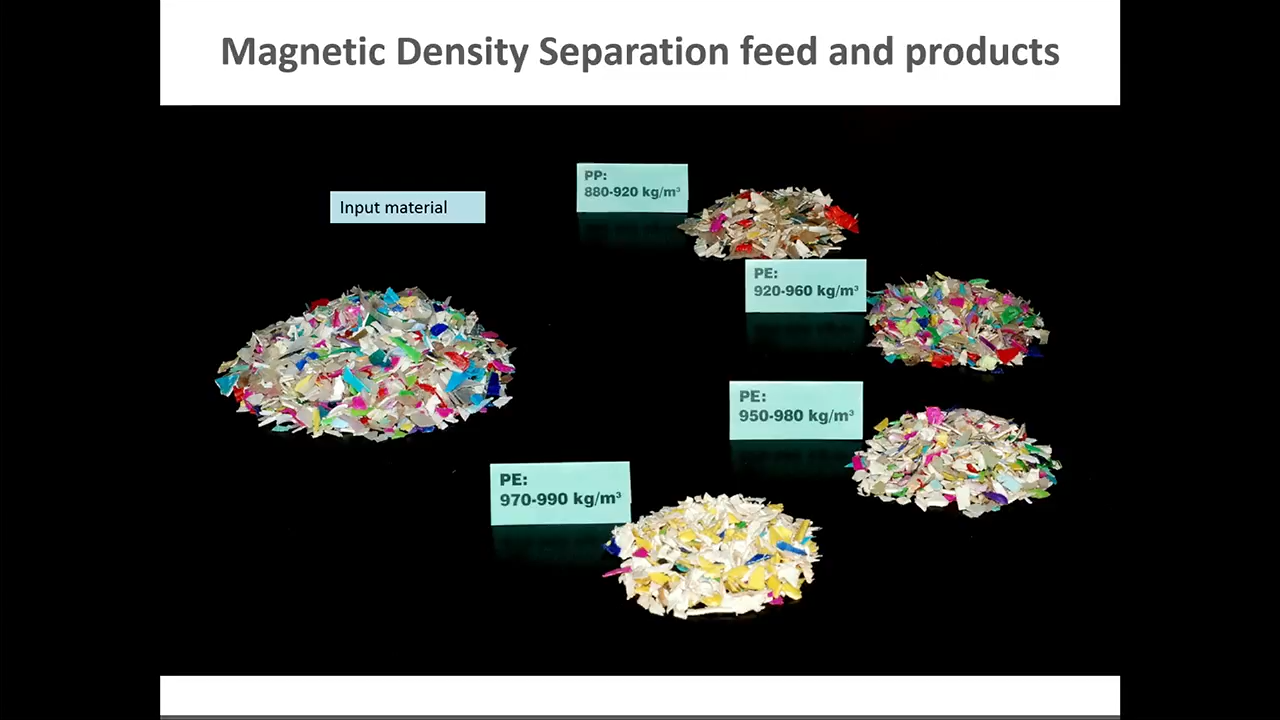 Magnetic Density Separation feed and products
Input material
PP:
880-920 kg/m³
PE:
920-960 kg/m³
PE:
950-980 kg/m³
PE:
970-990 kg/m³